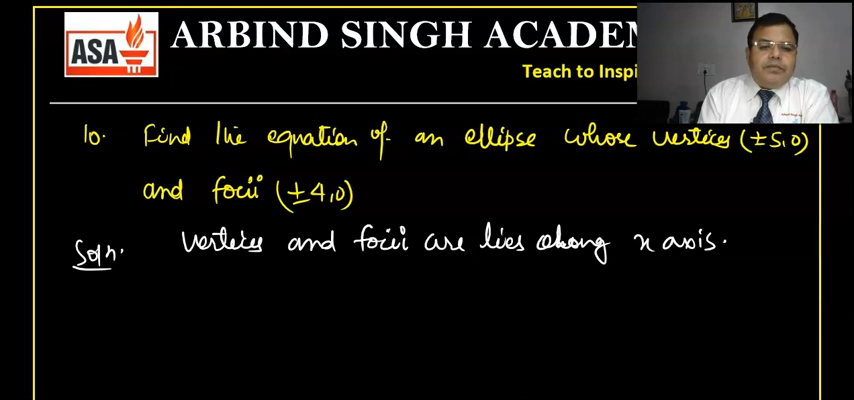 ASA
ARBIND SINGH ACADEM
Teach to Inspi
10. Find the equation of an ellipse whose vertices (±5,0)
and focii (±4,0)
Soln. vertices and focii are lies along x axis.